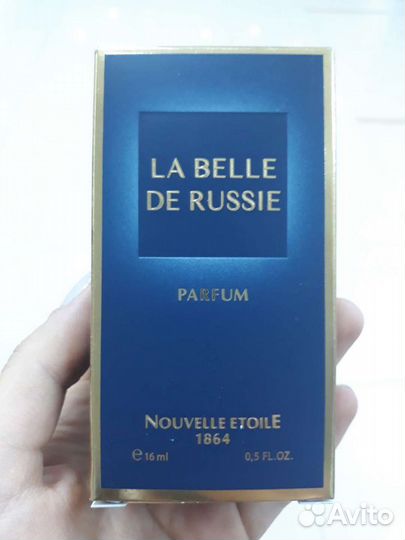 LA BELLE
DE RUSSIE
PARFUM
NOUVELLE ETOILE
1864
℮16 ml 0,5 FL.OZ.
Avito